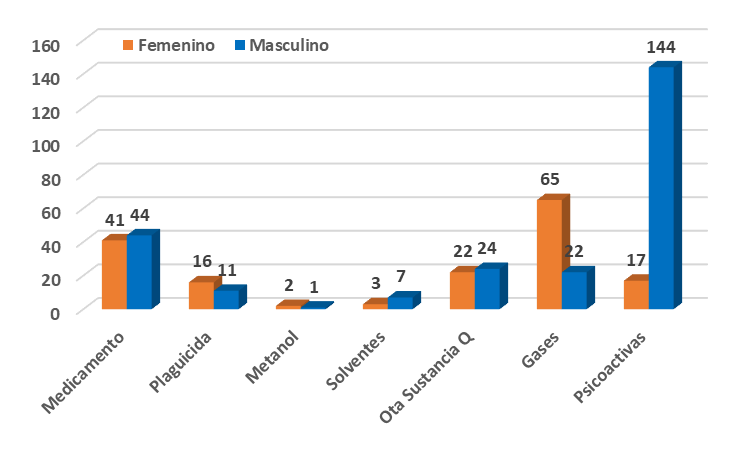 160
140
120
100
80
60
40
20
0
Femenino Masculino
41 44
16 11
2 1
3 7
22 24
65 22
17 144
Medicamento
Plaguicida
Metanol
Solventes
Ota Sustancia Q
Gases
Psicoactivas